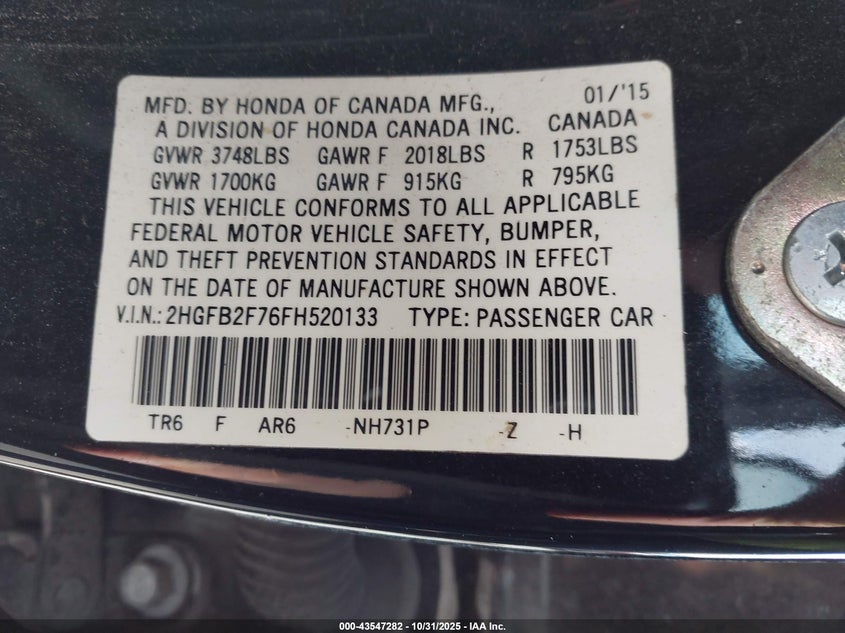 MFD. BY HONDA OF CANADA MFG., 01/'15
A DIVISION OF HONDA CANADA INC. CANADA
GVWR 3748LBS GAWR F 2018LBS R 1753LBS
GVWR 1700KG GAWR F 915KG R 795KG
THIS VEHICLE CONFORMS TO ALL APPLICABLE
FEDERAL MOTOR VEHICLE SAFETY, BUMPER,
AND THEFT PREVENTION STANDARDS IN EFFECT
ON THE DATE OF MANUFACTURE SHOWN ABOVE.
V.I.N.: 2HGFB2F76FH520133 TYPE: PASSENGER CAR
TR6 F AR6 -NH731P -Z -H
000-43547282 - 10/31/2025 - IAA Inc.